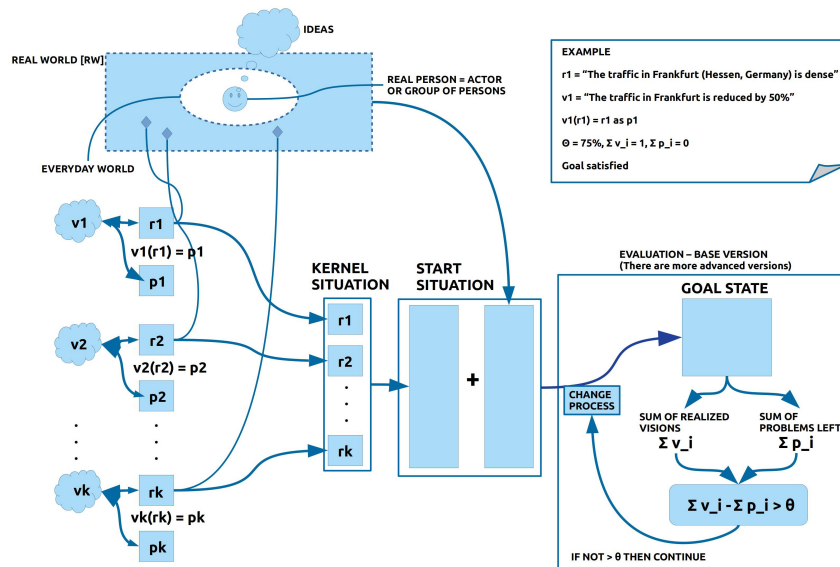 IDEAS
REAL WORLD [RW]
REAL PERSON = ACTOR
OR GROUP OF PERSONS
EVERYDAY WORLD
EXAMPLE
r1 = “The traffic in Frankfurt (Hessen, Germany) is dense”
v1 = “The traffic in Frankfurt is reduced by 50%”
v1(r1) = r1 as p1
Θ = 75%, Σ v_i = 1, Σ p_i = 0
Goal satisfied
v1
r1
v1(r1) = p1
p1
v2
r2
v2(r2) = p2
p2
. . .
. . .
vk
rk
vk(rk) = pk
pk
KERNEL
SITUATION
r1
r2
. . . .
rk
START
SITUATION
+
EVALUATION – BASE VERSION
(There are more advanced versions)
GOAL STATE
CHANGE
PROCESS
SUM OF REALIZED
VISIONS
Σ v_i
SUM OF
PROBLEMS LEFT
Σ p_i
Σ v_i - Σ p_i > θ
IF NOT > θ THEN CONTINUE